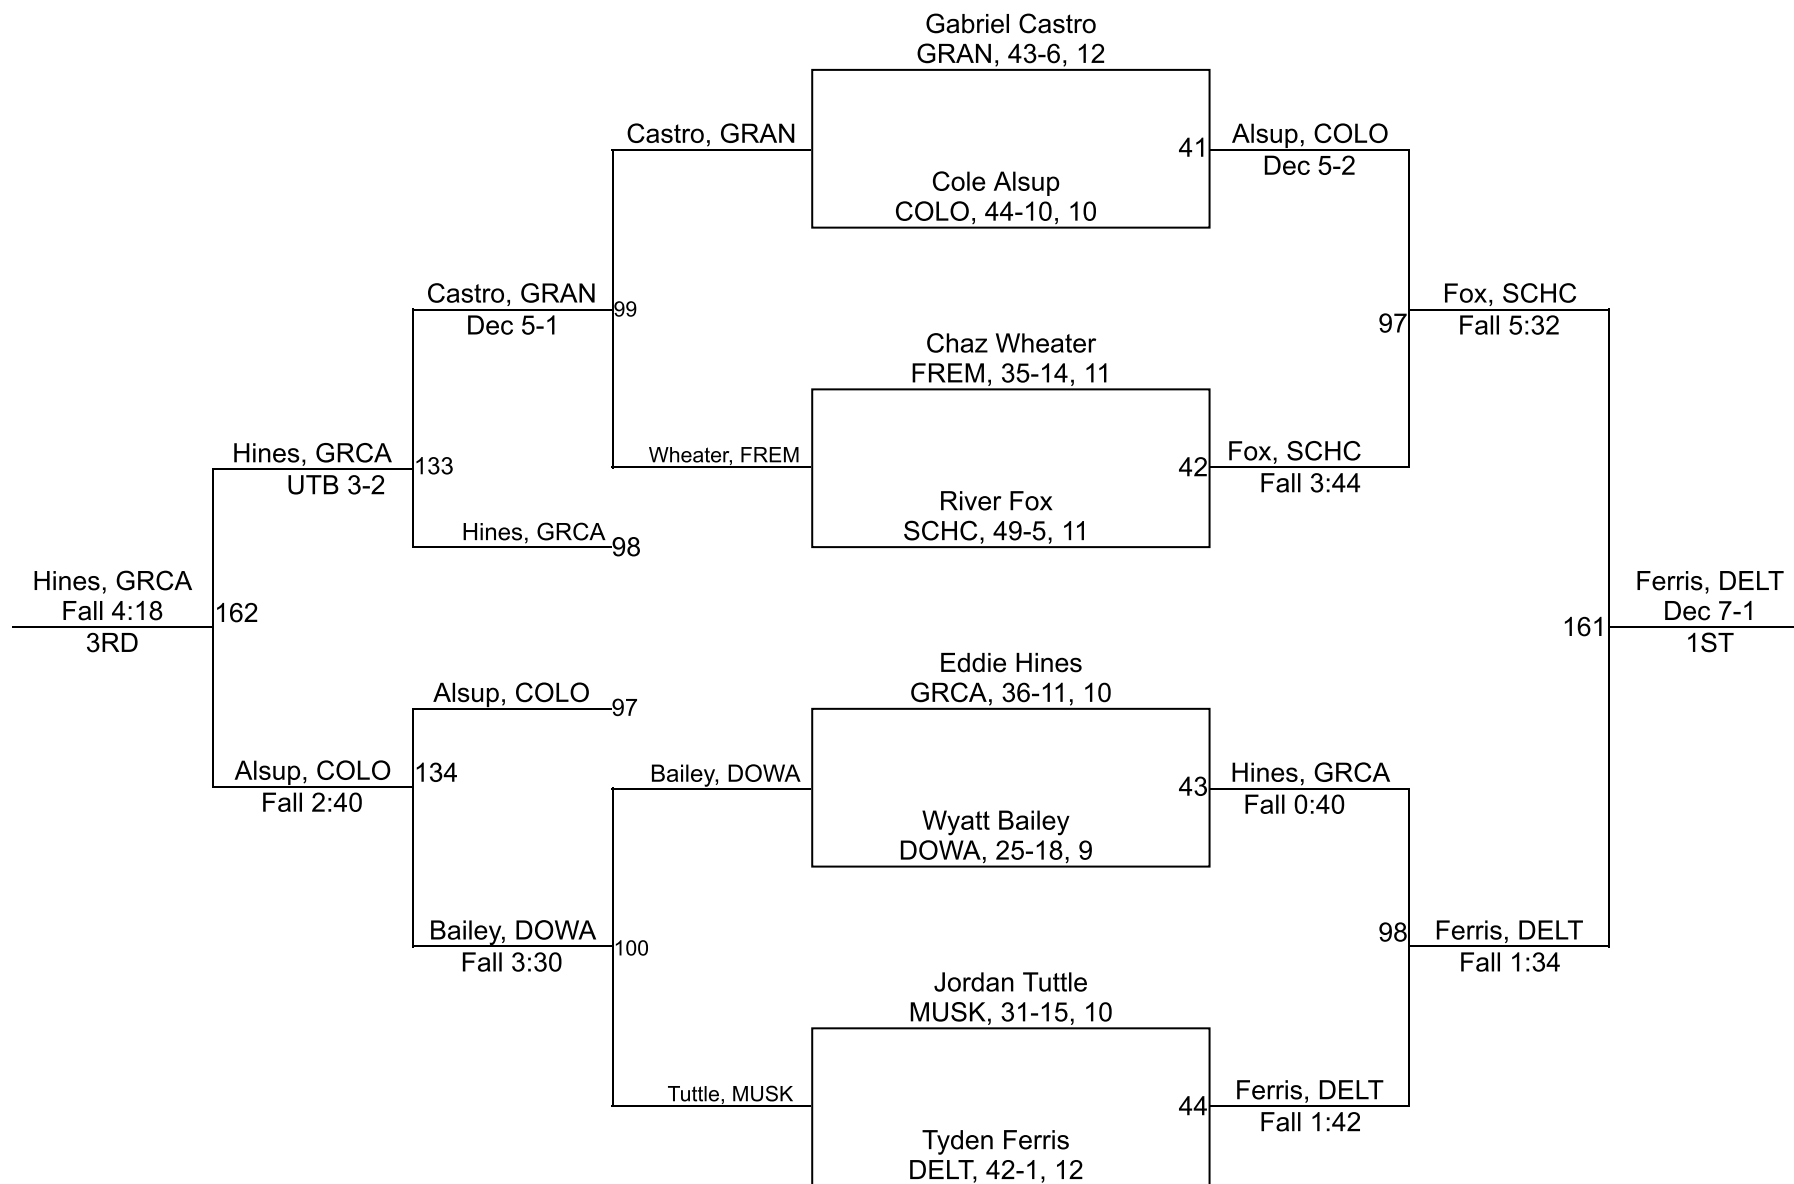 Gabriel Castro
GRAN, 43-6, 12
Castro, GRAN
41
Alsup, COLO
Dec 5-2
Cole Alsup
COLO, 44-10, 10
Castro, GRAN
Dec 5-1
99
97
Fox, SCHC
Fall 5:32
Chaz Wheater
FREM, 35-14, 11
Hines, GRCA
UTB 3-2
133
Wheater, FREM
42
Fox, SCHC
Fall 3:44
River Fox
SCHC, 49-5, 11
Hines, GRCA
98
Hines, GRCA
Fall 4:18
3RD
162
161
Ferris, DELT
Dec 7-1
1ST
Eddie Hines
GRCA, 36-11, 10
Alsup, COLO
97
Alsup, COLO
Fall 2:40
134
Bailey, DOWA
43
Hines, GRCA
Fall 0:40
Wyatt Bailey
DOWA, 25-18, 9
Bailey, DOWA
Fall 3:30
100
98
Ferris, DELT
Fall 1:34
Jordan Tuttle
MUSK, 31-15, 10
Tuttle, MUSK
44
Ferris, DELT
Fall 1:42
Tyden Ferris
DELT, 42-1, 12